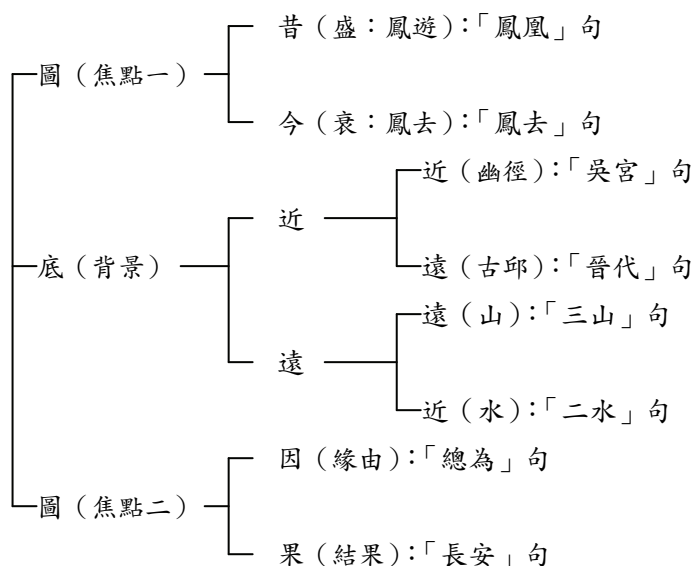 昔（盛：鳳遊）：「鳳凰」句
圖（焦點一）
今（衰：鳳去）：「鳳去」句
近（幽徑）：「吳宮」句
近
遠（古邱）：「晉代」句
底（背景）
遠（山）：「三山」句
遠
近（水）：「二水」句
因（緣由）：「總為」句
圖（焦點二）
果（結果）：「長安」句